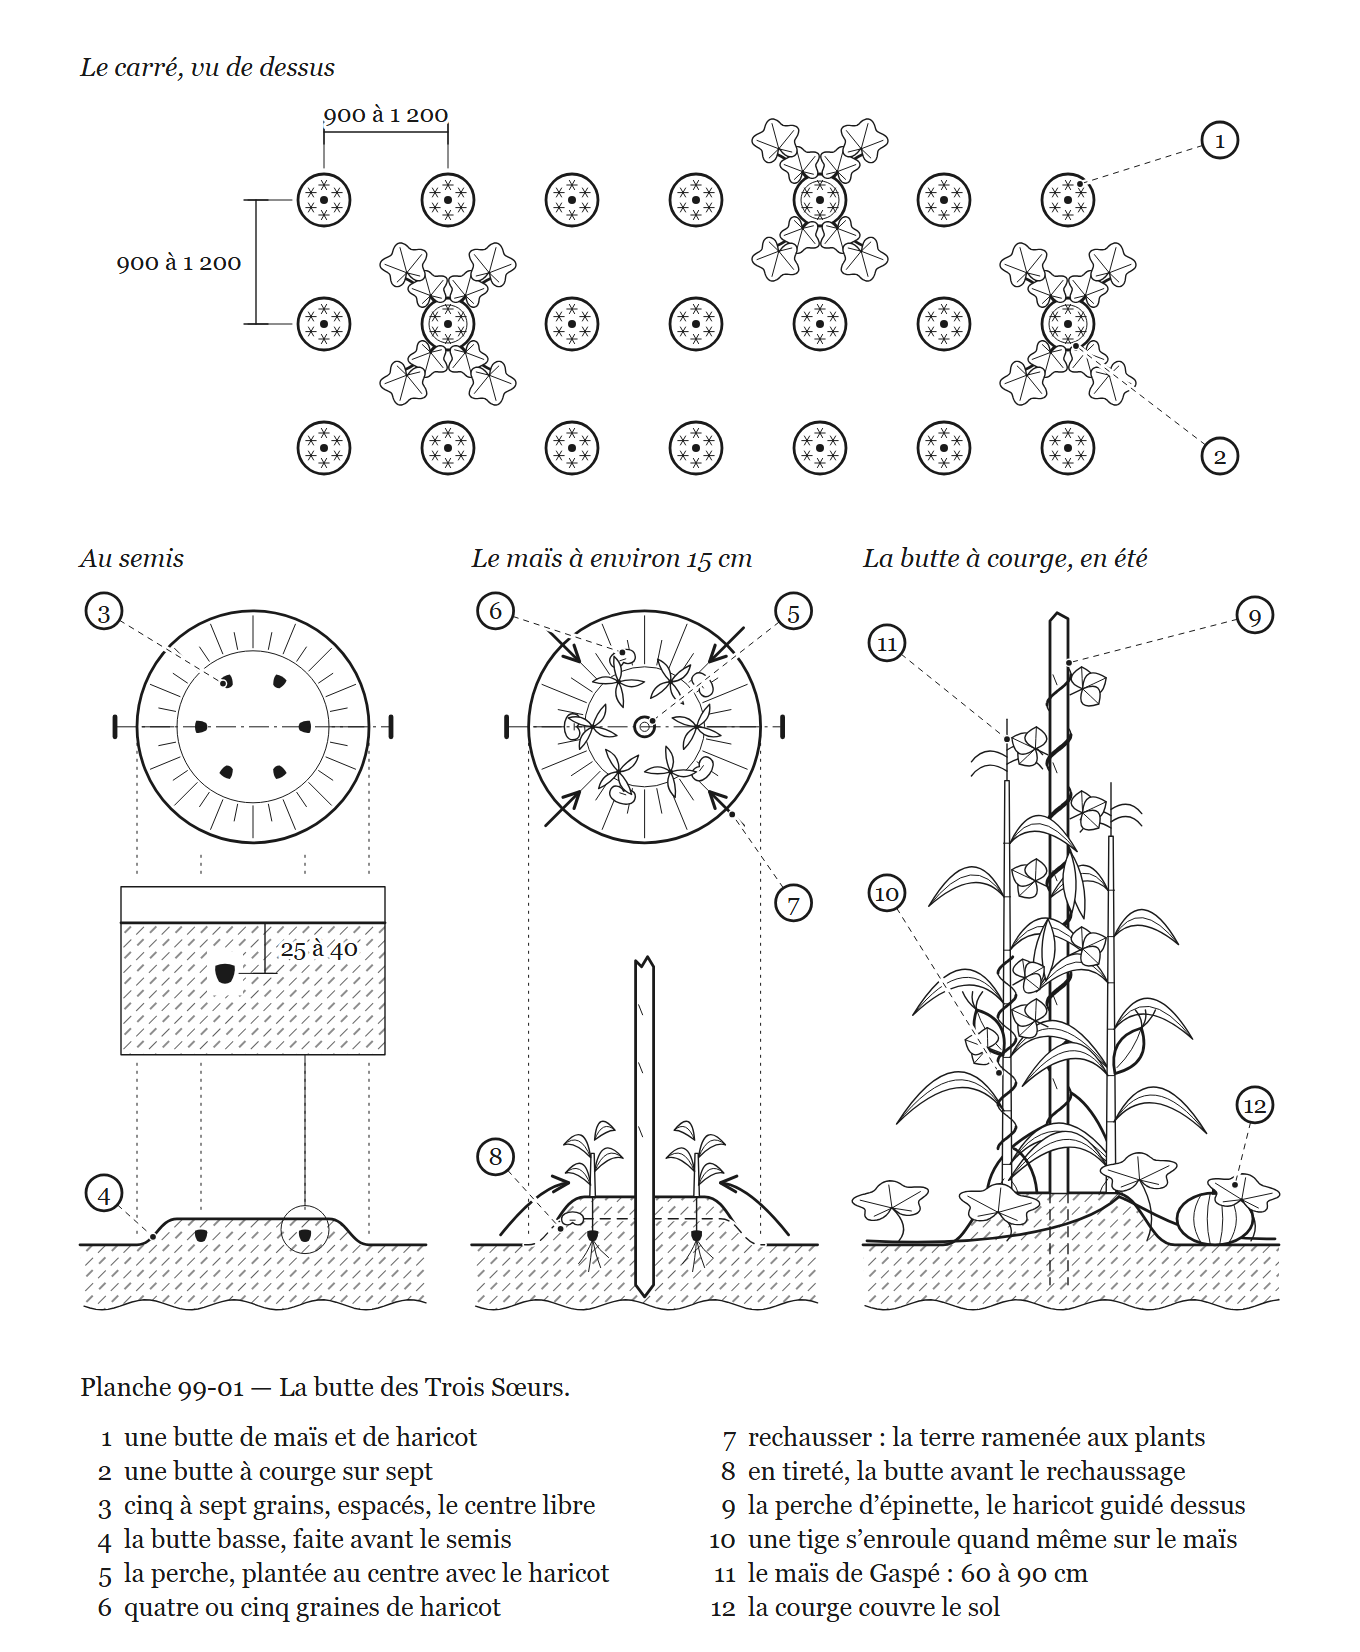 Le carré, vu de dessus
900 à 1 200
1
900 à 1 200
2
Au semis
Le maïs à environ 15 cm
La butte à courge, en été
3
6
5
9
11
10
7
25 à 40
12
8
4
Planche 99-01 — La butte des Trois Sœurs.
1 une butte de maïs et de haricot
2 une butte à courge sur sept
3 cinq à sept grains, espacés, le centre libre
4 la butte basse, faite avant le semis
5 la perche, plantée au centre avec le haricot
6 quatre ou cinq graines de haricot
7 rechausser : la terre ramenée aux plants
8 en tireté, la butte avant le rechaussage
9 la perche d’épinette, le haricot guidé dessus
10 une tige s’enroule quand même sur le maïs
11 le maïs de Gaspé : 60 à 90 cm
12 la courge couvre le sol